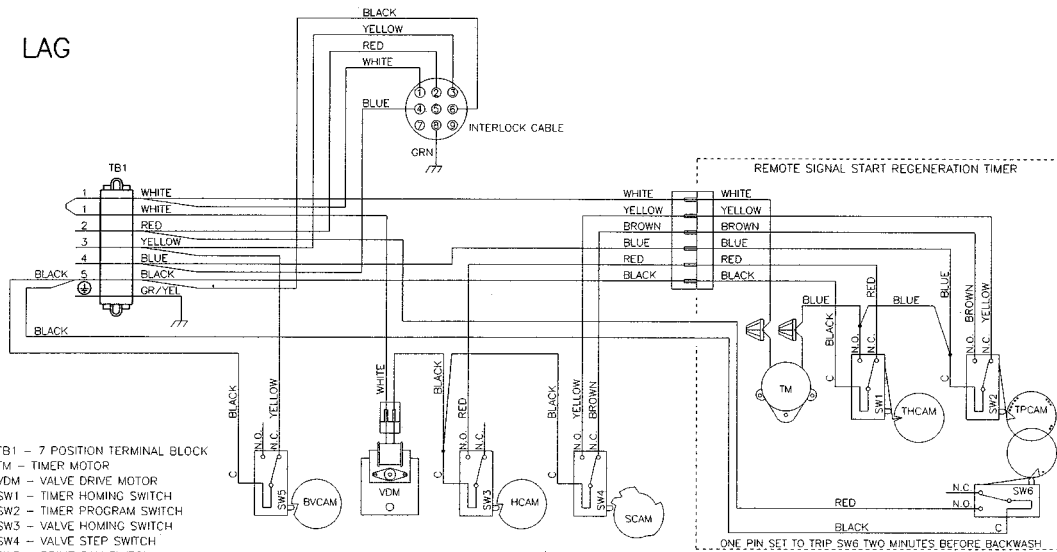 LAG
BLACK
YELLOW
RED
WHITE
BLUE
1 2 3
4 5 6
7 8 9
INTERLOCK CABLE
GRN
TB1
1 WHITE
1 WHITE
2 RED
3 YELLOW
4 BLUE
BLACK 5 BLACK
GR/YEL
BLACK
REMOTE SIGNAL START REGENERATION TIMER
WHITE WHITE
YELLOW YELLOW
BROWN BROWN
BLUE BLUE
RED RED
BLACK BLACK
BLUE
RED
BLUE
BLUE
BROWN
YELLOW
BLACK
N.O.
N.C.
C
SW1
TM
THCAM
N.O.
N.C.
C
SW2
TPCAM
BLACK
YELLOW
N.O.
N.C.
C
SW5
BVCAM
WHITE
VDM
BLACK
RED
N.O.
N.C.
C
SW3
HCAM
BLACK
YELLOW
BROWN
N.O.
N.C.
C
SW4
SCAM
N.C.
N.O.
SW6
C
RED
BLACK
ONE PIN SET TO TRIP SW6 TWO MINUTES BEFORE BACKWASH
TB1 – 7 POSITION TERMINAL BLOCK
TM – TIMER MOTOR
VDM – VALVE DRIVE MOTOR
SW1 – TIMER HOMING SWITCH
SW2 – TIMER PROGRAM SWITCH
SW3 – VALVE HOMING SWITCH
SW4 – VALVE STEP SWITCH